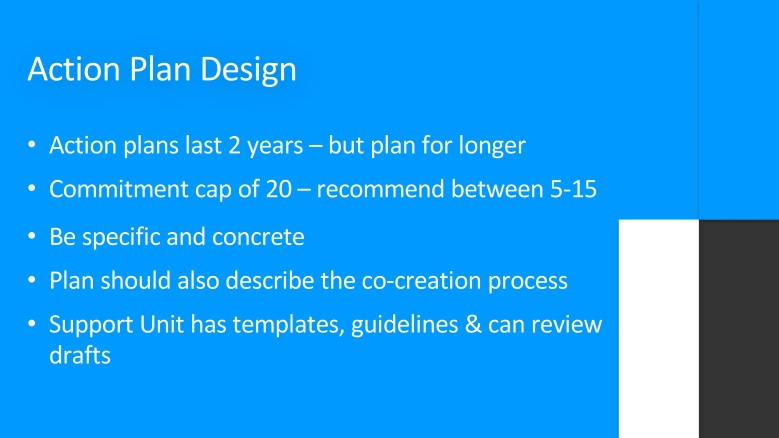 Action Plan Design
• Action plans last 2 years – but plan for longer
• Commitment cap of 20 – recommend between 5-15
• Be specific and concrete
• Plan should also describe the co-creation process
• Support Unit has templates, guidelines & can review
drafts